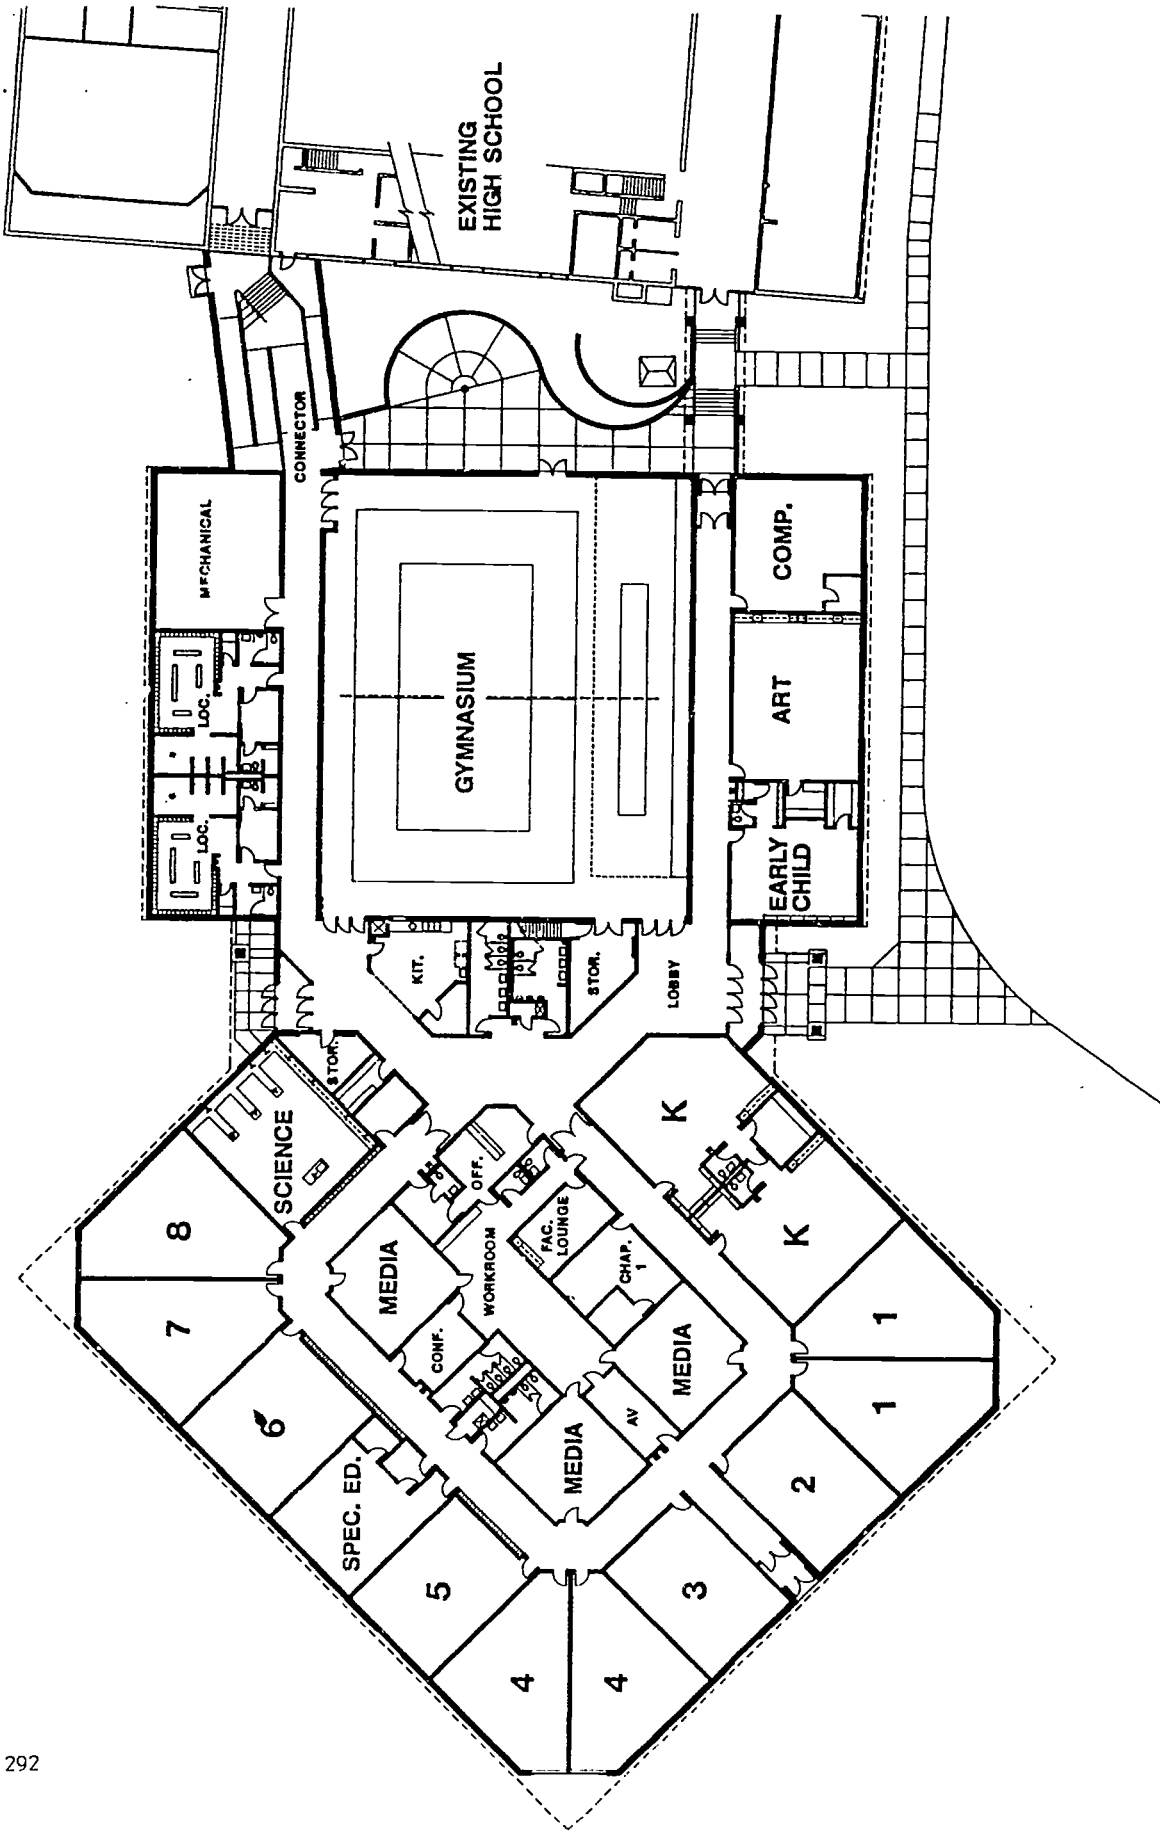 EXISTING
HIGH SCHOOL
CONNECTOR
MECHANICAL
LOC.
LOC.
GYMNASIUM
COMP.
ART
EARLY
CHILD
KIT.
STOR.
LOBBY
STOR.
SCIENCE
OFF.
K
K
8
7
6
MEDIA
WORKROOM
FAC.
LOUNGE
CHAP.
1
CONF.
MEDIA
AV
MEDIA
SPEC. ED.
5
4
4
3
2
1
1
292